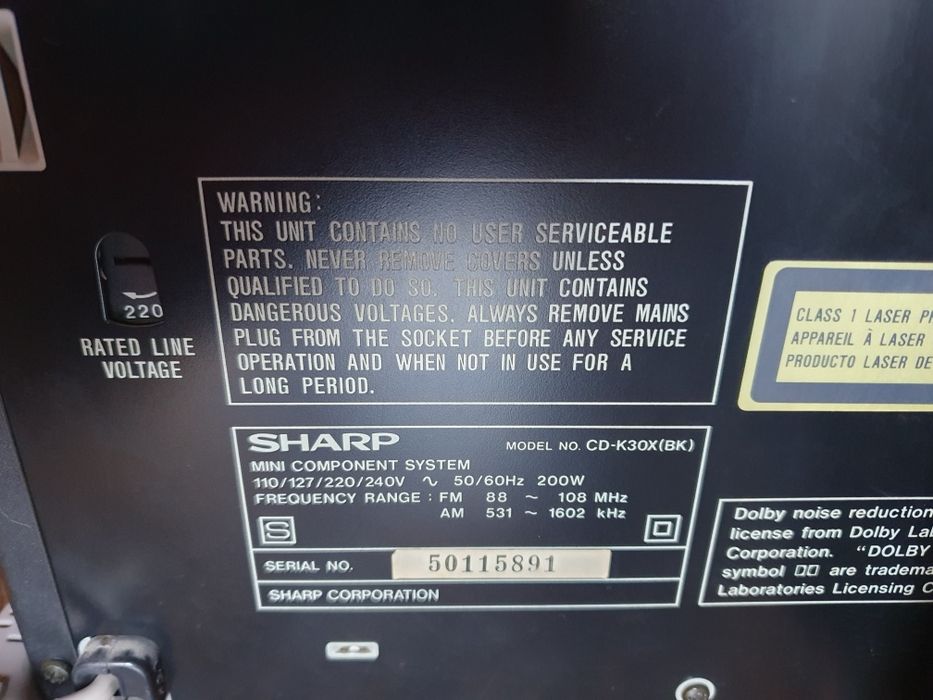 WARNING:
THIS UNIT CONTAINS NO USER SERVICEABLE
PARTS. NEVER REMOVE COVERS UNLESS
QUALIFIED TO DO SO. THIS UNIT CONTAINS
DANGEROUS VOLTAGES. ALWAYS REMOVE MAINS
PLUG FROM THE SOCKET BEFORE ANY SERVICE
OPERATION AND WHEN NOT IN USE FOR A
LONG PERIOD.
220
RATED LINE
VOLTAGE
CLASS 1 LASER
APPAREIL À LASER
PRODUCTO LASER DE
SHARP MODEL NO. CD-K30X(BK)
MINI COMPONENT SYSTEM
110/127/220/240V ~ 50/60Hz 200W
FREQUENCY RANGE : FM 88 ~ 108 MHz
AM 531 ~ 1602 kHz
S
SERIAL NO. 50115891
SHARP CORPORATION
Dolby noise reduction
license from Dolby
Corporation. "DOLBY
symbol are
Laboratories Licensing